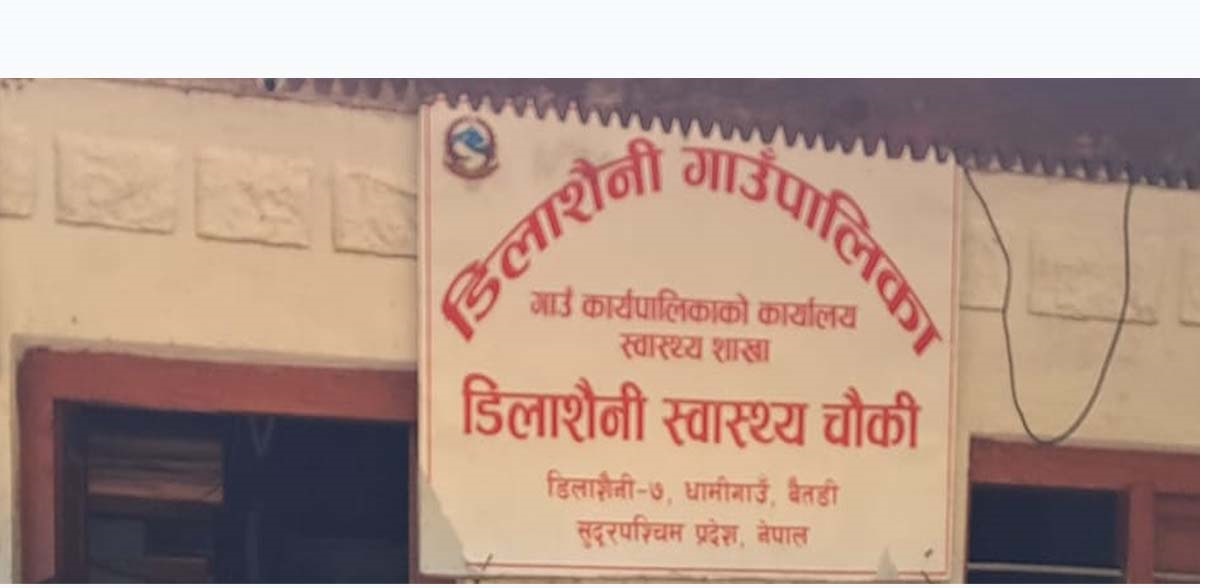 डिलाशैनी गाउँपालिका
गाउँ कार्यपालिकाको कार्यालय
स्वास्थ्य शाखा
डिलाशैनी स्वास्थ्य चौकी
डिलाशैनी-७, धामीगाउँ, बैतडी
सुदूरपश्चिम प्रदेश, नेपाल